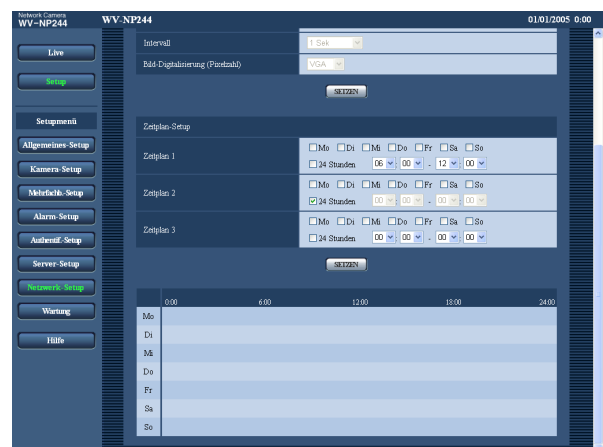 Network Camera
WV-NP244
WV-NP244 01/01/2005 0:00
Live
Setup
Setupmenü
Allgemeines-Setup
Kamera-Setup
Mehrfachb.-Setup
Alarm-Setup
Authentif.-Setup
Server-Setup
Netzwerk-Setup
Wartung
Hilfe
Intervall 1 Sek
Bild-Digitalisierung (Pixelzahl) VGA
SETZEN
Zeitplan-Setup
Zeitplan 1
Mo Di Mi Do Fr Sa So
24 Stunden 06 : 00 - 12 : 00
Zeitplan 2
Mo Di Mi Do Fr Sa So
24 Stunden 00 : 00 - 00 : 00
Zeitplan 3
Mo Di Mi Do Fr Sa So
24 Stunden 00 : 00 - 00 : 00
SETZEN
0:00 6:00 12:00 18:00 24:00
Mo
Di
Mi
Do
Fr
Sa
So